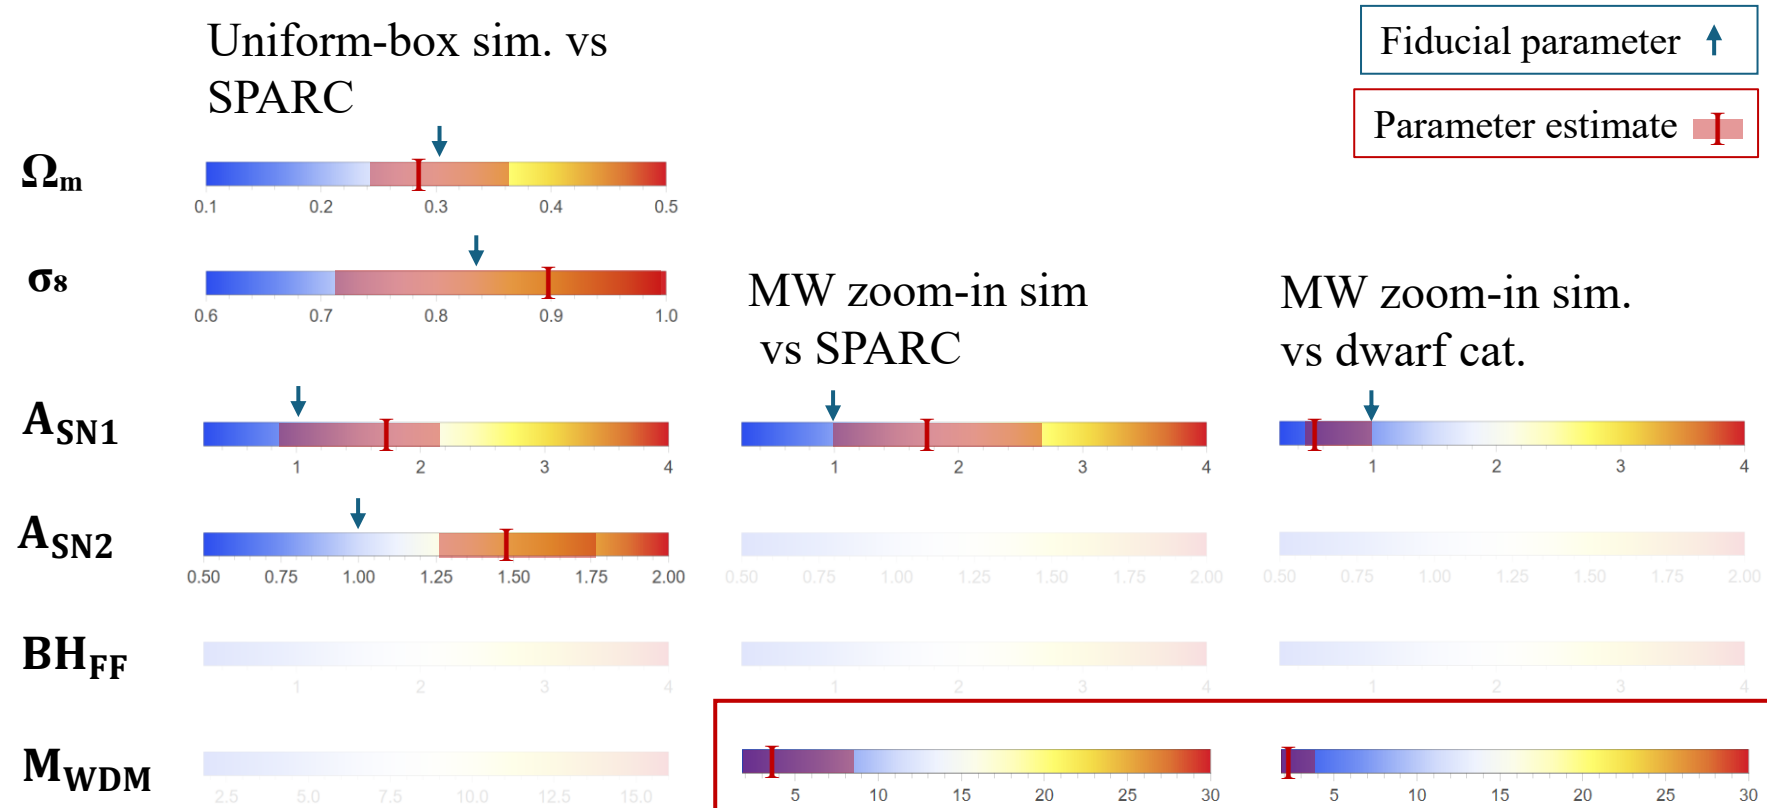 Uniform-box sim. vs
SPARC
Fiducial parameter
Parameter estimate
Ωₘ
0.1 0.2 0.3 0.4 0.5
σ₈
0.6 0.7 0.8 0.9 1.0
MW zoom-in sim
vs SPARC
MW zoom-in sim.
vs dwarf cat.
A_SN1
1 2 3 4
1 2 3 4
1 2 3 4
A_SN2
0.50 0.75 1.00 1.25 1.50 1.75 2.00
0.50 0.75 1.00 1.25 1.50 1.75 2.00
0.50 0.75 1.00 1.25 1.50 1.75 2.00
BH_FF
1 2 3 4
1 2 3 4
1 2 3 4
M_WDM
2.5 5.0 7.5 10.0 12.5 15.0
5 10 15 20 25 30
5 10 15 20 25 30